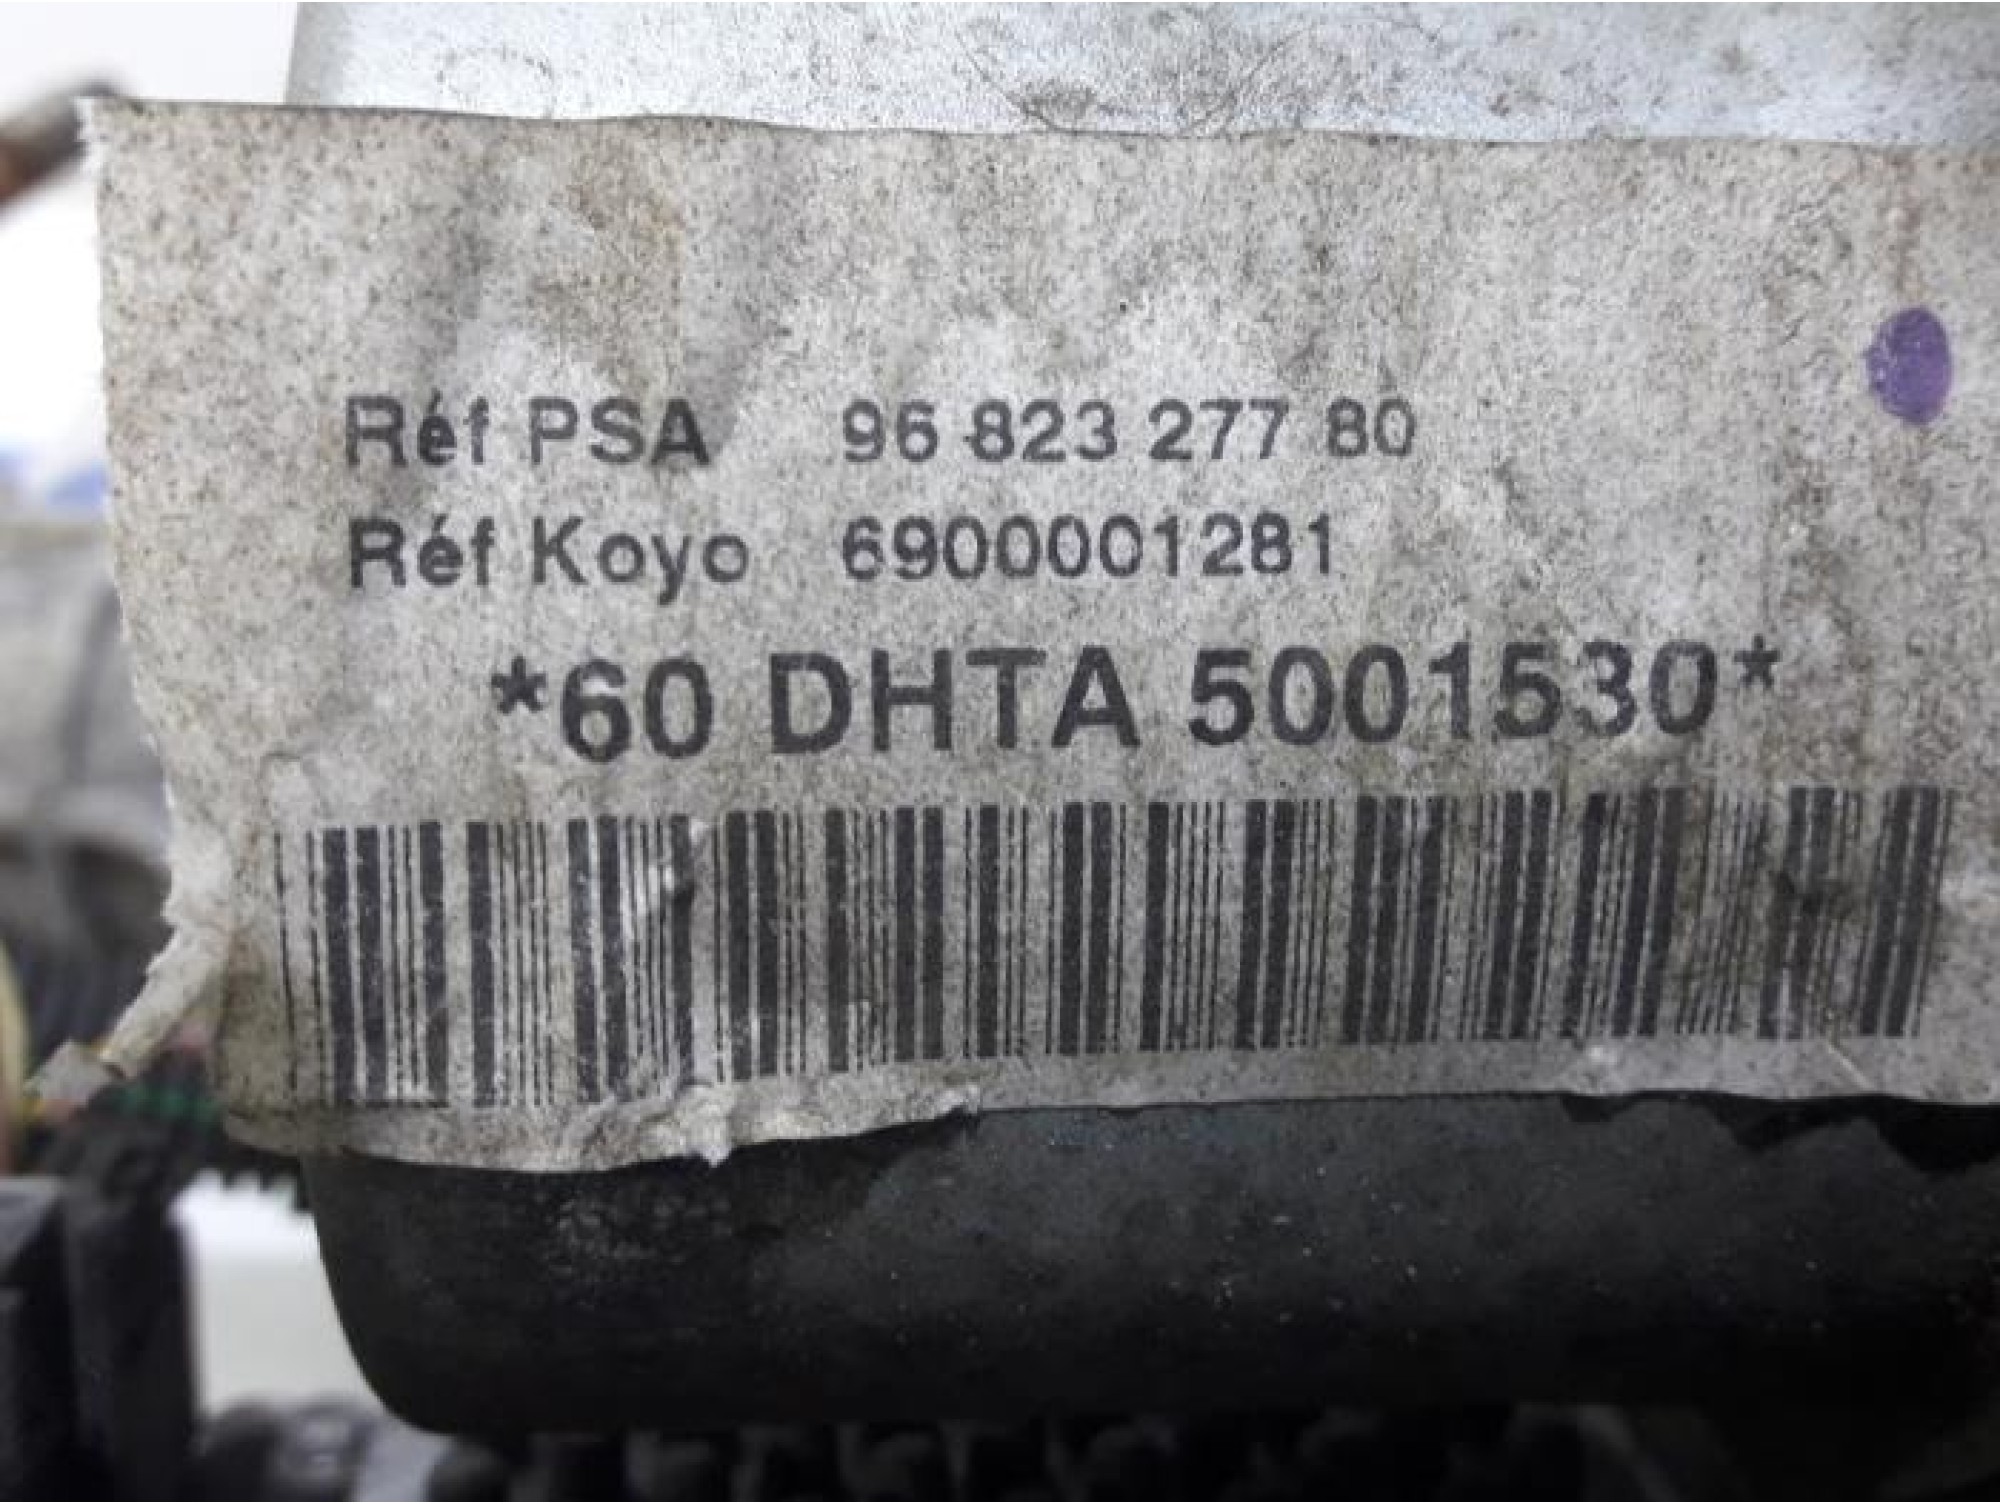 Réf PSA 96 823 277 80
Réf Koyo 6900001281
*60 DHTA 5001530*